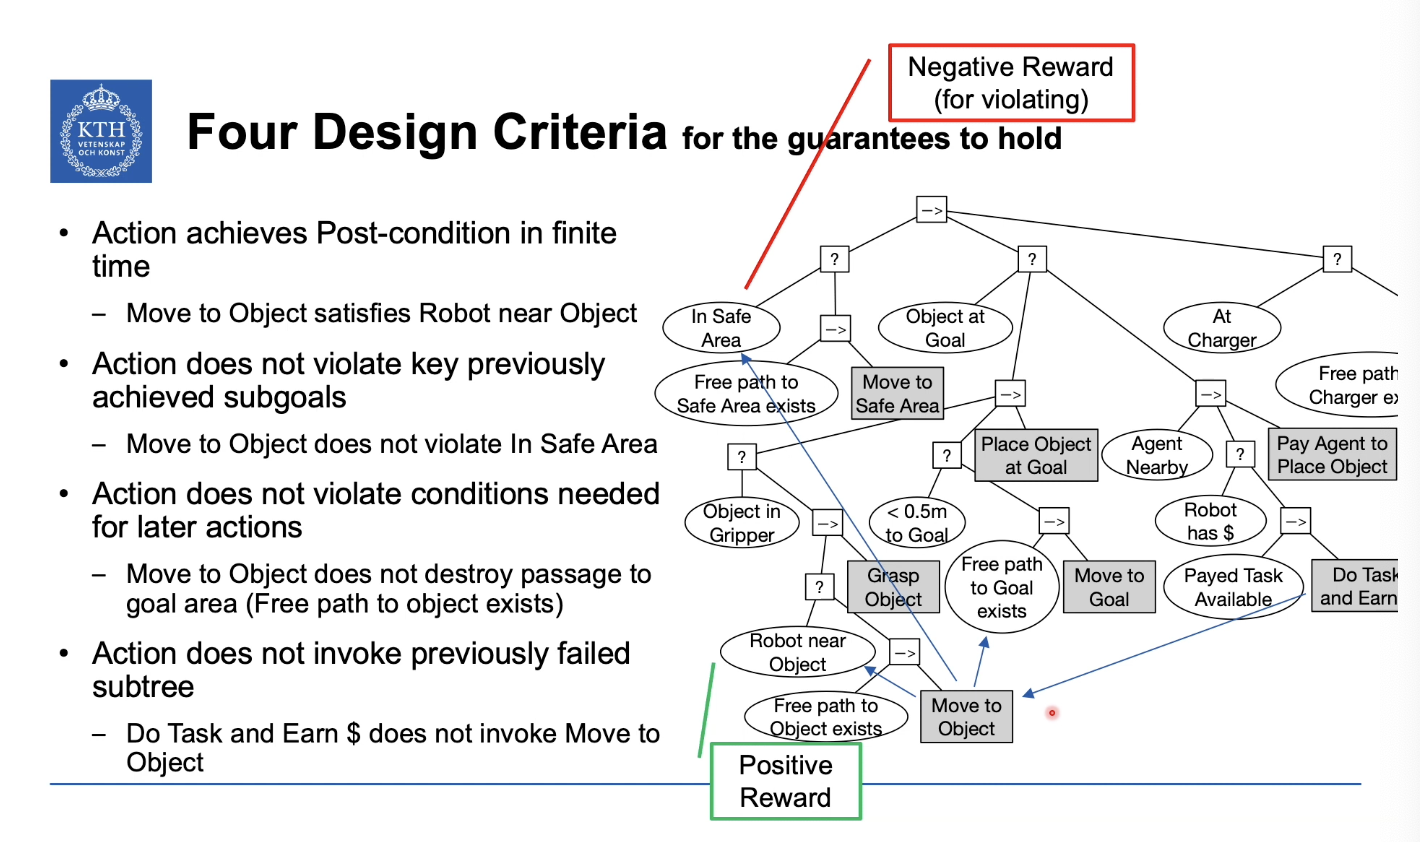 Negative Reward
(for violating)
KTH
VETENSKAP
OCH KONST
Four Design Criteria for the guarantees to hold
• Action achieves Post-condition in finite
time
– Move to Object satisfies Robot near Object
• Action does not violate key previously
achieved subgoals
– Move to Object does not violate In Safe Area
• Action does not violate conditions needed
for later actions
– Move to Object does not destroy passage to
goal area (Free path to object exists)
• Action does not invoke previously failed
subtree
– Do Task and Earn $ does not invoke Move to
Object
–>
?
?
?
In Safe
Area
–>
Object at
Goal
At
Charger
Free path to
Safe Area exists
Move to
Safe Area
–>
–>
Free path
Charger ex
?
?
Place Object
at Goal
Agent
Nearby
?
Pay Agent to
Place Object
Object in
Gripper
–>
< 0.5m
to Goal
–>
Robot
has $
–>
?
Grasp
Object
Free path
to Goal
exists
Move to
Goal
Payed Task
Available
Do Task
and Earn
Robot near
Object
–>
Free path to
Object exists
Move to
Object
Positive
Reward